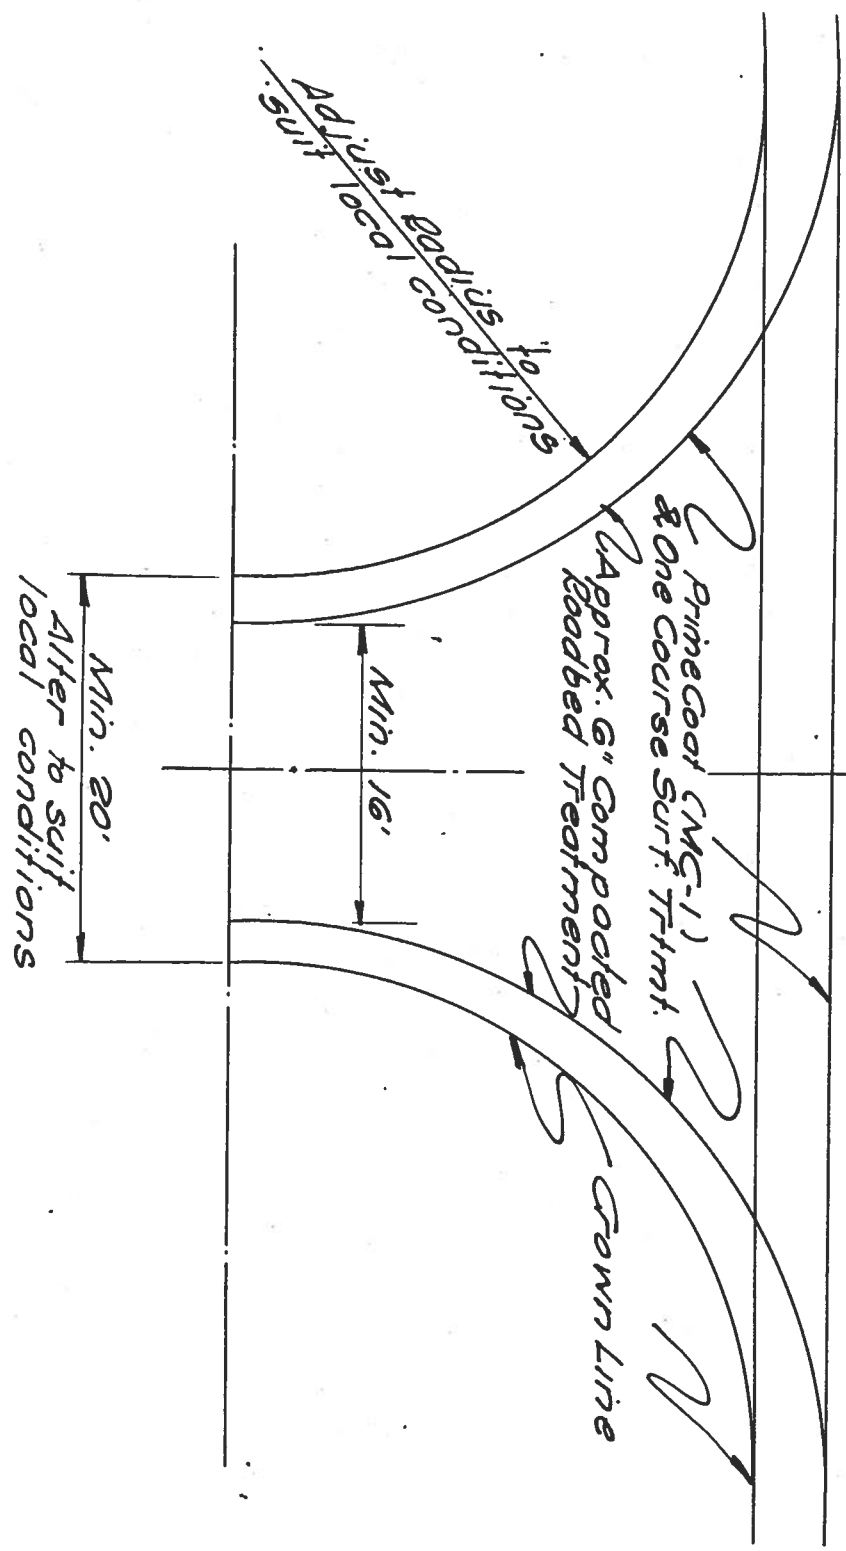 Adjust Radius to
suit local conditions
Prime Coat (MC-1)
& One Course Surf. Trtmt.
Approx. 6" Compacted
Roadbed Treatment
Min. 16'
Min. 20'
Alter to suit
local conditions
Crown Line